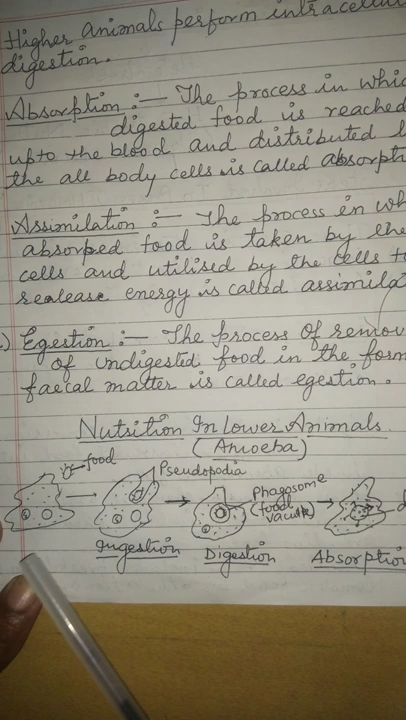 Higher animals perform intracellul
digestion.
Absorption :— The process in whic
digested food is reached
upto the blood and distributed
the all body cells is called absorpti
Assimilation :— The process in wh
absorped food is taken by the
cells and utilised by the cells to
realease energy is called assimila
.) Egestion :— The process of remov
of undigested food in the form
faecal matter is called egestion.
Nutrition In Lower Animals
(Amoeba)
food
Pseudopodia
Phagosome
(food
vacuole)
Ingestion
Digestion
Absorption